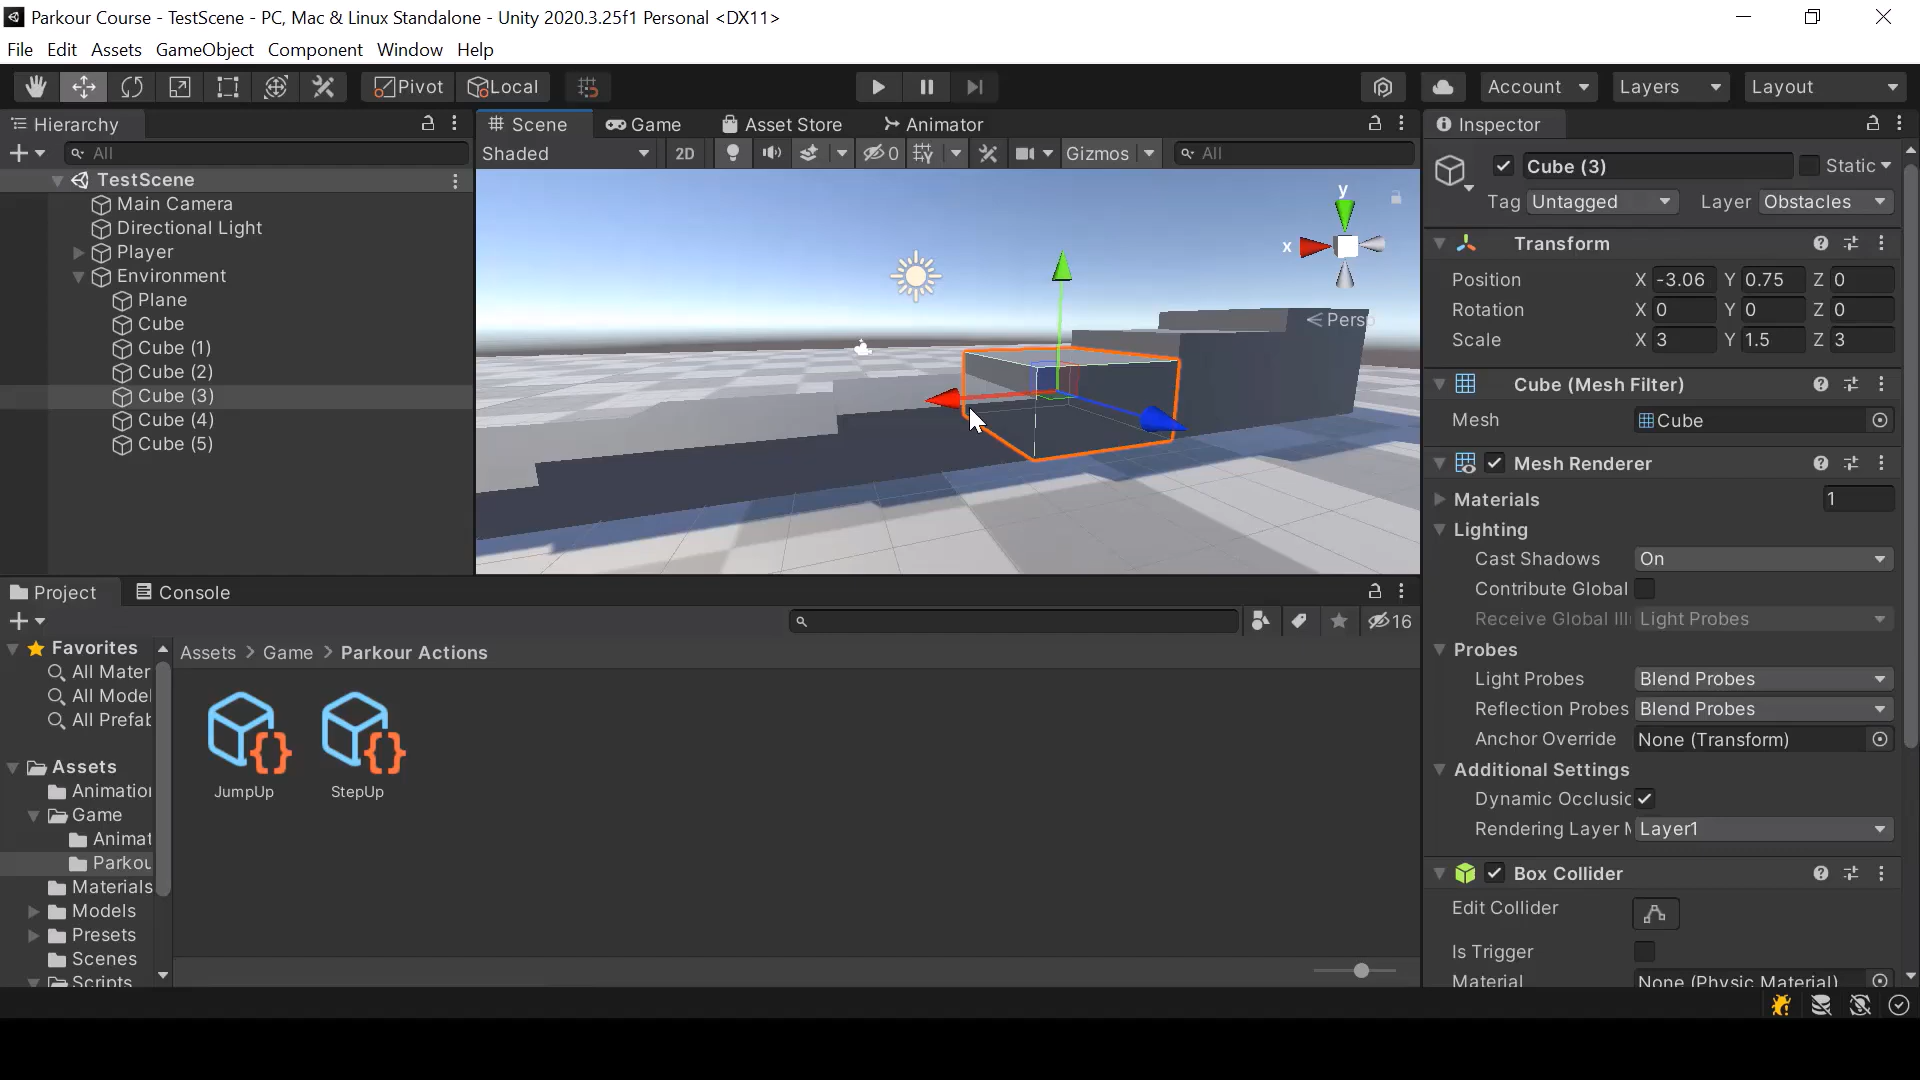 Parkour Course - TestScene - PC, Mac & Linux Standalone - Unity 2020.3.25f1 Personal <DX11>
File Edit Assets GameObject Component Window Help
Pivot Local Account Layers Layout
Hierarchy
All
TestScene
Main Camera
Directional Light
Player
Environment
Plane
Cube
Cube (1)
Cube (2)
Cube (3)
Cube (4)
Cube (5)
Scene Game Asset Store Animator
Shaded 2D 0 Gizmos All
y
x
< Persp
Inspector
Cube (3) Static
Tag Untagged Layer Obstacles
Transform
Position X -3.06 Y 0.75 Z 0
Rotation X 0 Y 0 Z 0
Scale X 3 Y 1.5 Z 3
Cube (Mesh Filter)
Mesh Cube
Mesh Renderer
Materials 1
Lighting
Cast Shadows On
Contribute Global
Receive Global Ill Light Probes
Probes
Light Probes Blend Probes
Reflection Probes Blend Probes
Anchor Override None (Transform)
Additional Settings
Dynamic Occlusic
Rendering Layer M Layer1
Box Collider
Edit Collider
Is Trigger
Material None (Physic Material)
Project Console
16
Favorites
All Mater
All Model
All Prefab
Assets
Animation
Game
Animat
Parkou
Materials
Models
Presets
Scenes
Scripts
Assets > Game > Parkour Actions
JumpUp
StepUp